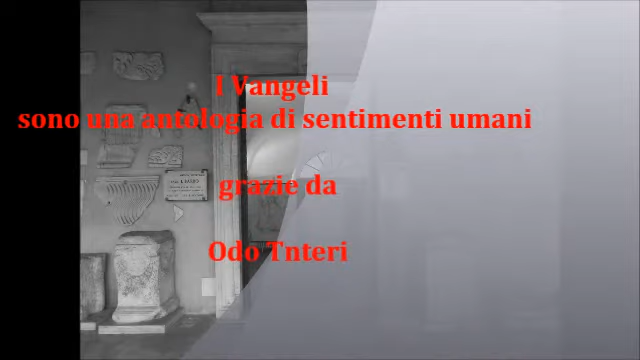 I Vangeli
sono una antologia di sentimenti umani
grazie da
Odo Tnteri